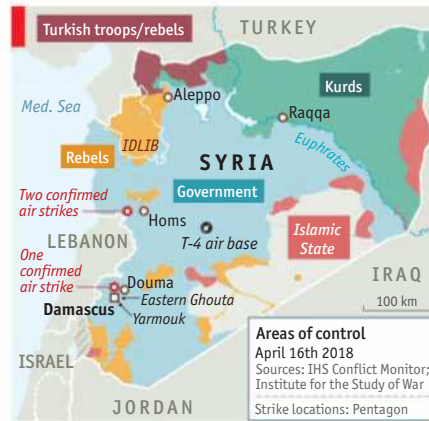 Turkish troops/rebels
TURKEY
Aleppo
Kurds
Med. Sea
Raqqa
IDLIB
Rebels
SYRIA
Euphrates
Government
Two confirmed
air strikes
Homs
Islamic
State
T-4 air base
LEBANON
One
confirmed
air strike
IRAQ
Douma
Eastern Ghouta
100 km
Damascus
Yarmouk
ISRAEL
JORDAN
Areas of control
April 16th 2018
Sources: IHS Conflict Monitor;
Institute for the Study of War
Strike locations: Pentagon